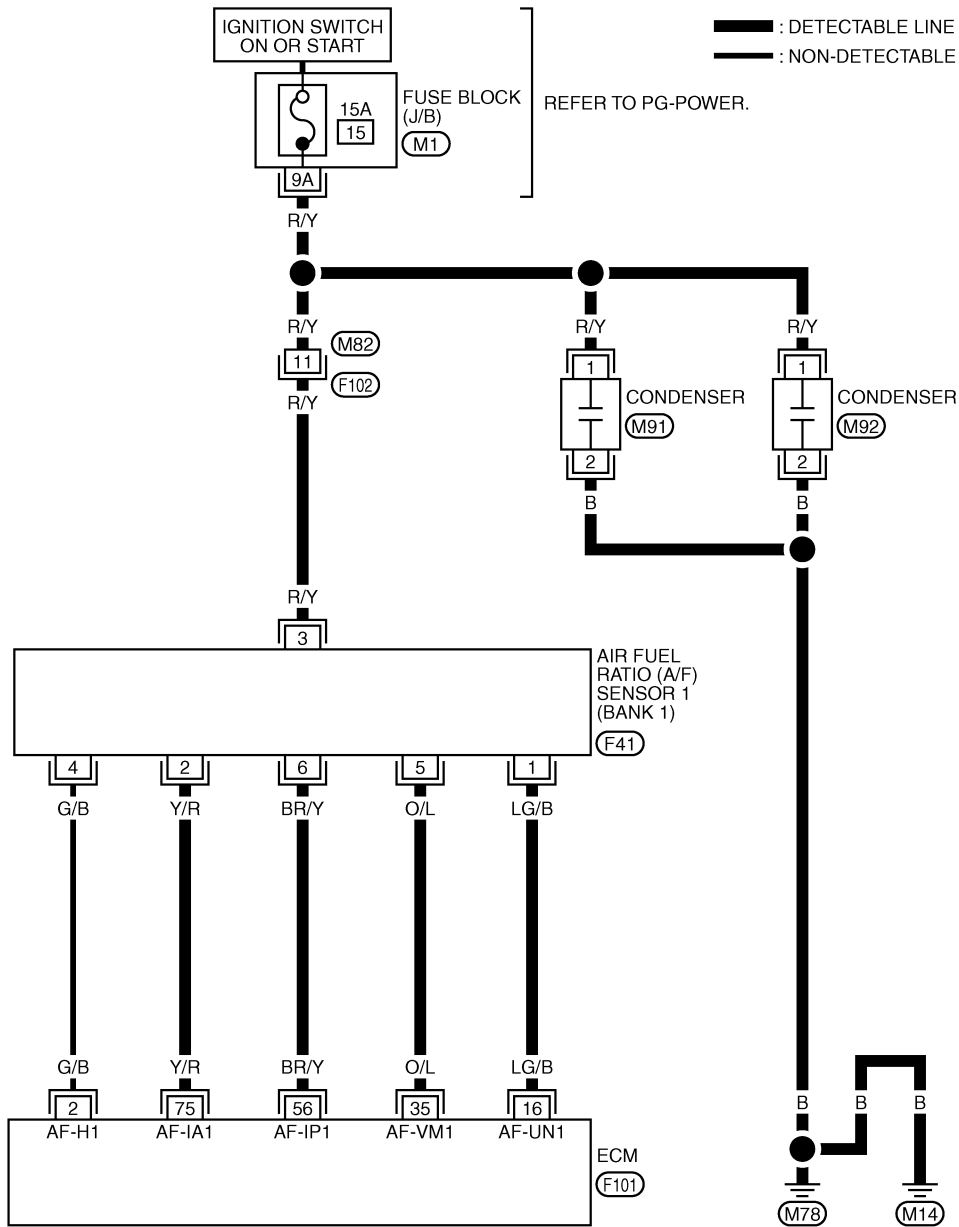 IGNITION SWITCH
ON OR START
: DETECTABLE LINE
: NON-DETECTABLE
15A
15
FUSE BLOCK
(J/B)
M1
REFER TO PG-POWER.
9A
R/Y
R/Y
R/Y
R/Y
M82
11
F102
R/Y
1
1
CONDENSER
M91
CONDENSER
M92
2
2
B
B
R/Y
3
AIR FUEL
RATIO (A/F)
SENSOR 1
(BANK 1)
F41
4
2
6
5
1
G/B
Y/R
BR/Y
O/L
LG/B
G/B
Y/R
BR/Y
O/L
LG/B
2
75
56
35
16
B
B
B
AF-H1
AF-IA1
AF-IP1
AF-VM1
AF-UN1
ECM
F101
M78
M14